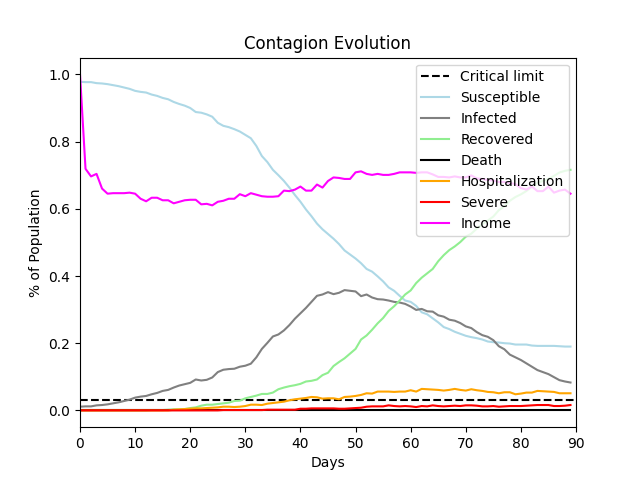 Contagion Evolution
1.0
0.8
0.6
0.4
0.2
0.0
% of Population
0
10
20
30
40
50
60
70
80
90
Days
Critical limit
Susceptible
Infected
Recovered
Death
Hospitalization
Severe
Income